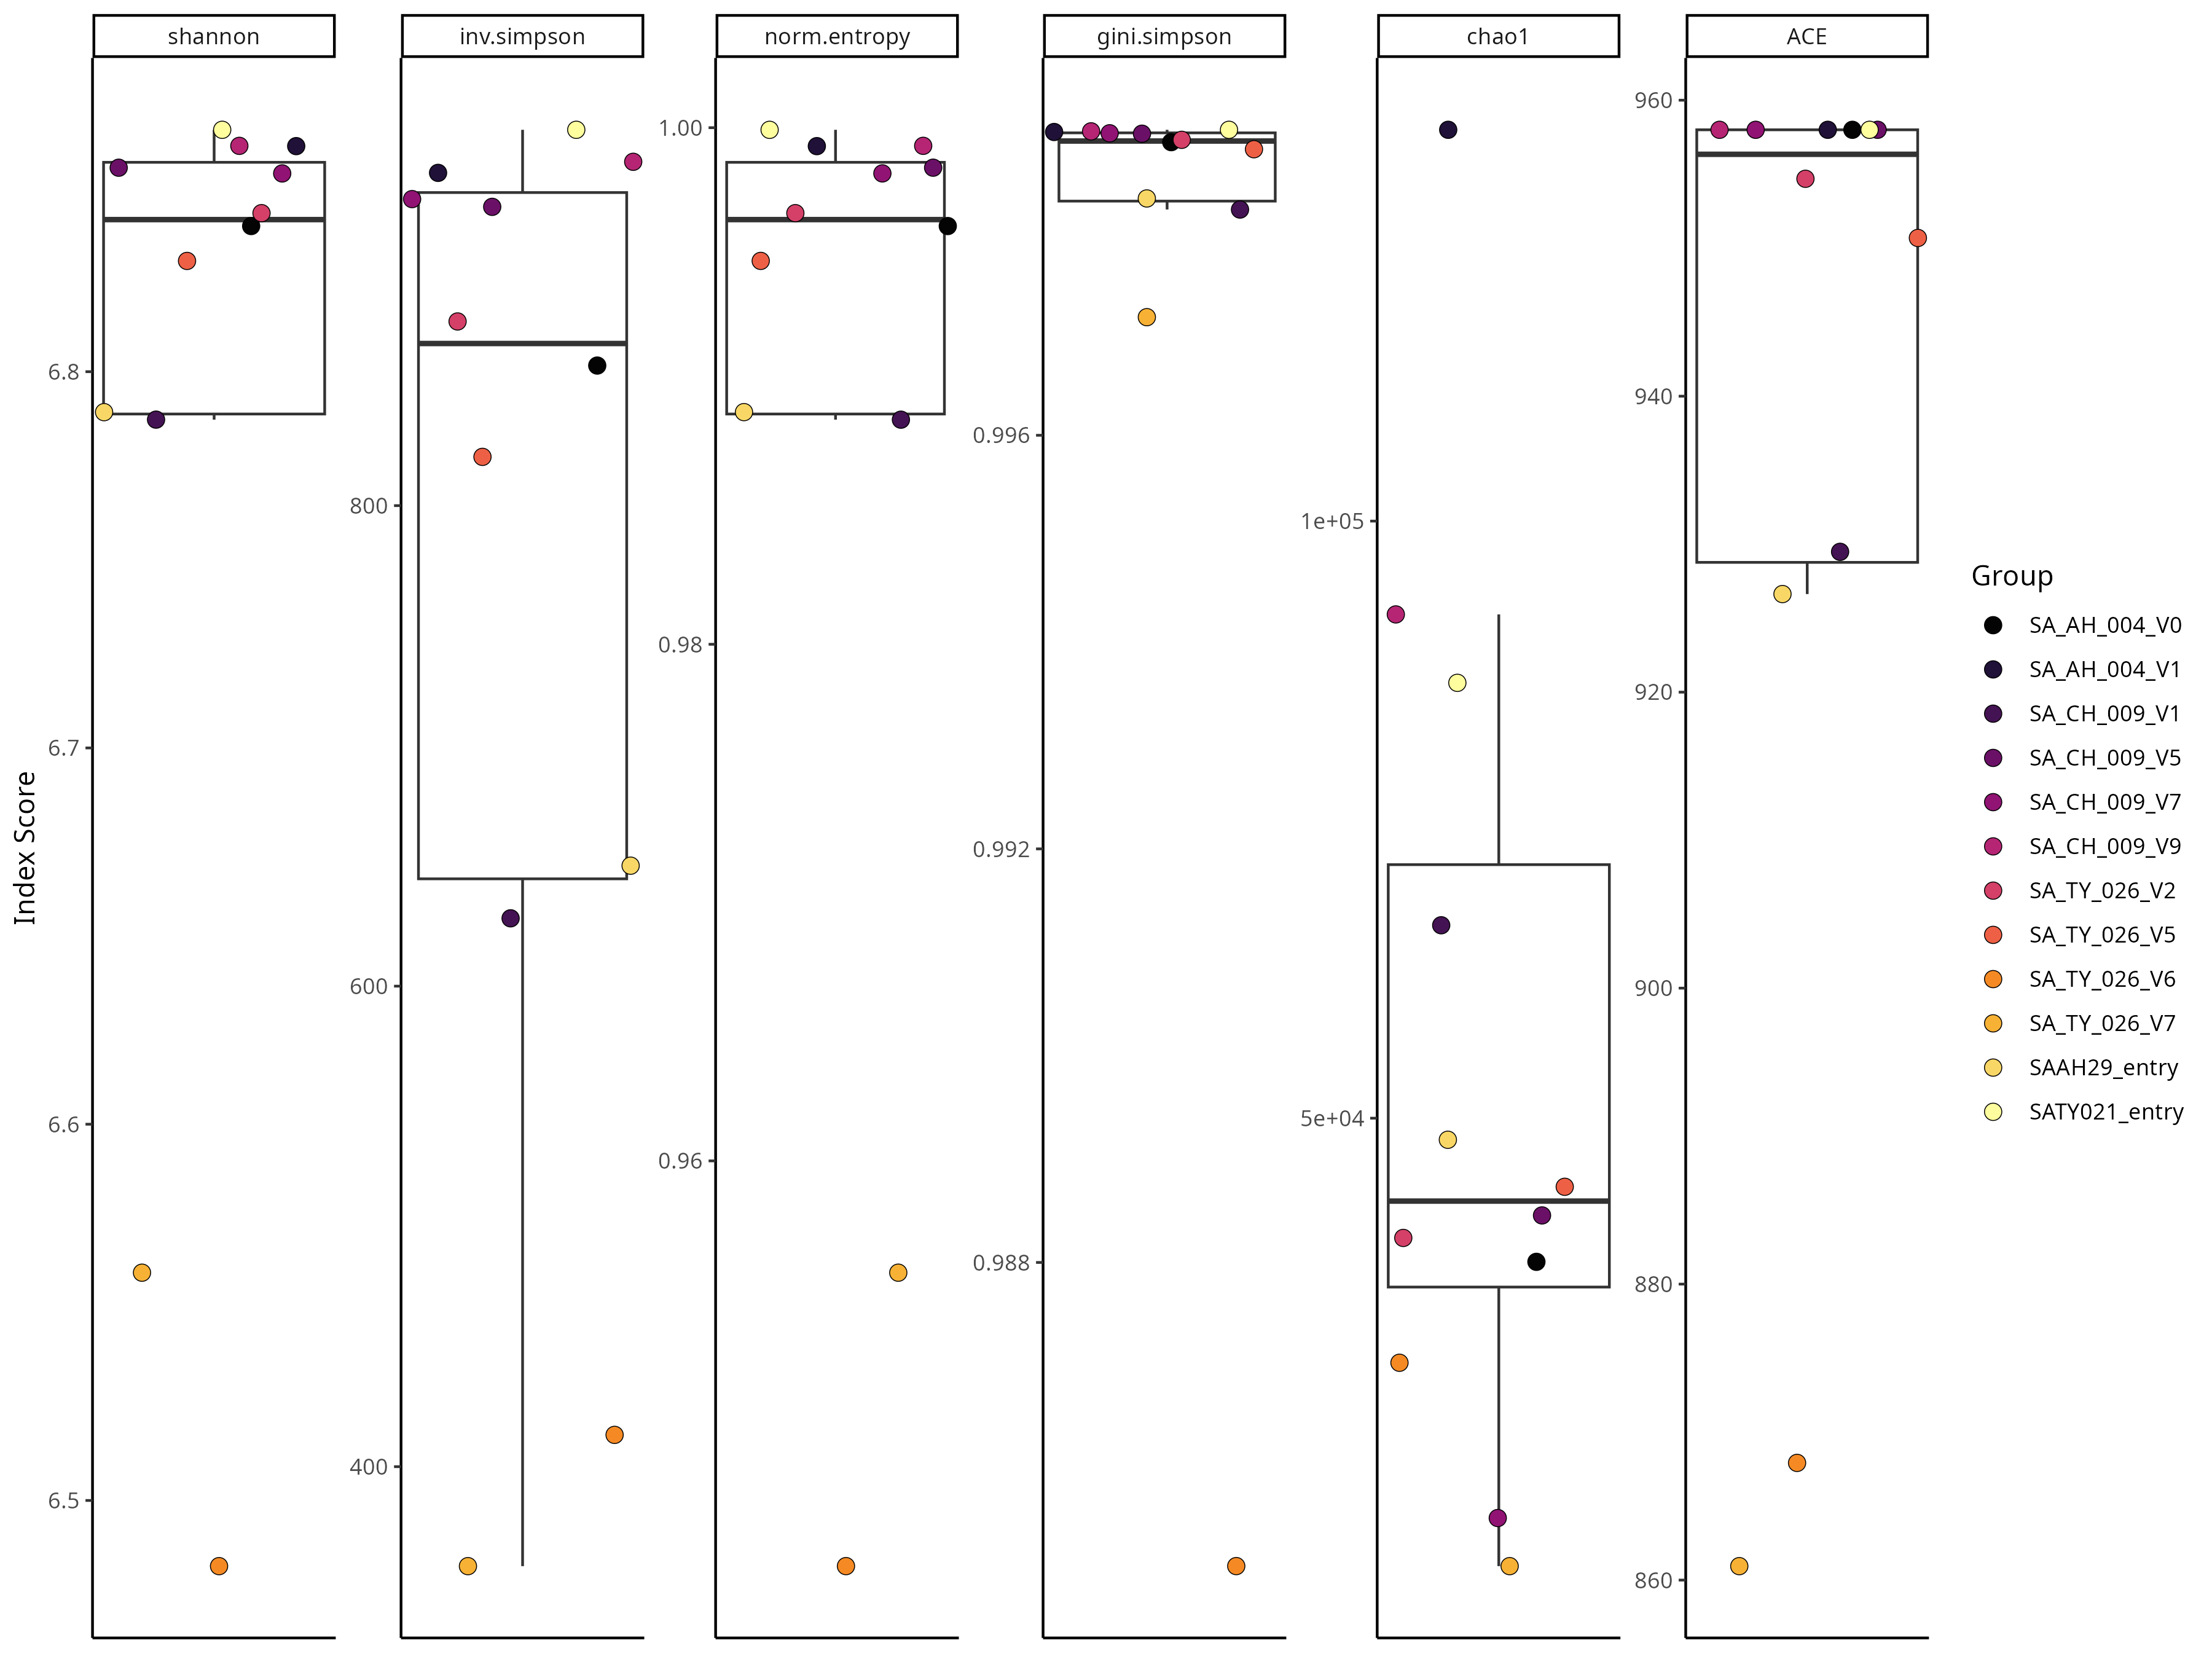 shannon
inv.simpson
norm.entropy
gini.simpson
chao1
ACE
Index Score
6.8
6.7
6.6
6.5
800
600
400
1.00
0.98
0.96
0.996
0.992
0.988
1e+05
5e+04
960
940
920
900
880
860
Group
SA_AH_004_V0
SA_AH_004_V1
SA_CH_009_V1
SA_CH_009_V5
SA_CH_009_V7
SA_CH_009_V9
SA_TY_026_V2
SA_TY_026_V5
SA_TY_026_V6
SA_TY_026_V7
SAAH29_entry
SATY021_entry